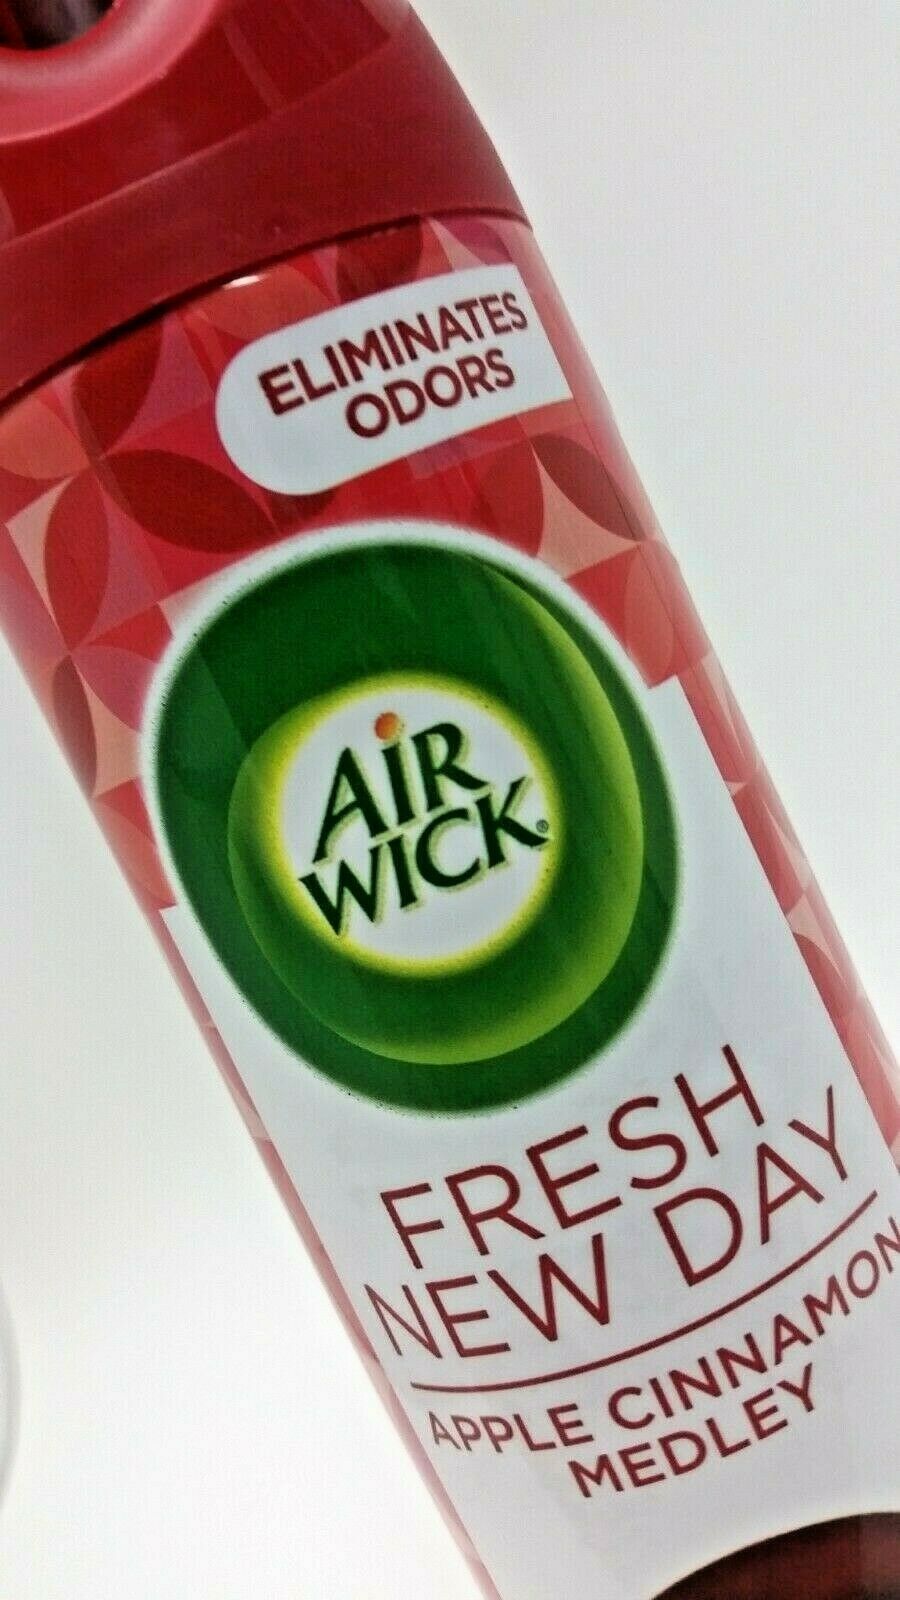 ELIMINATES
ODORS
AIR
WICK®
FRESH
NEW DAY
APPLE CINNAMON
MEDLEY